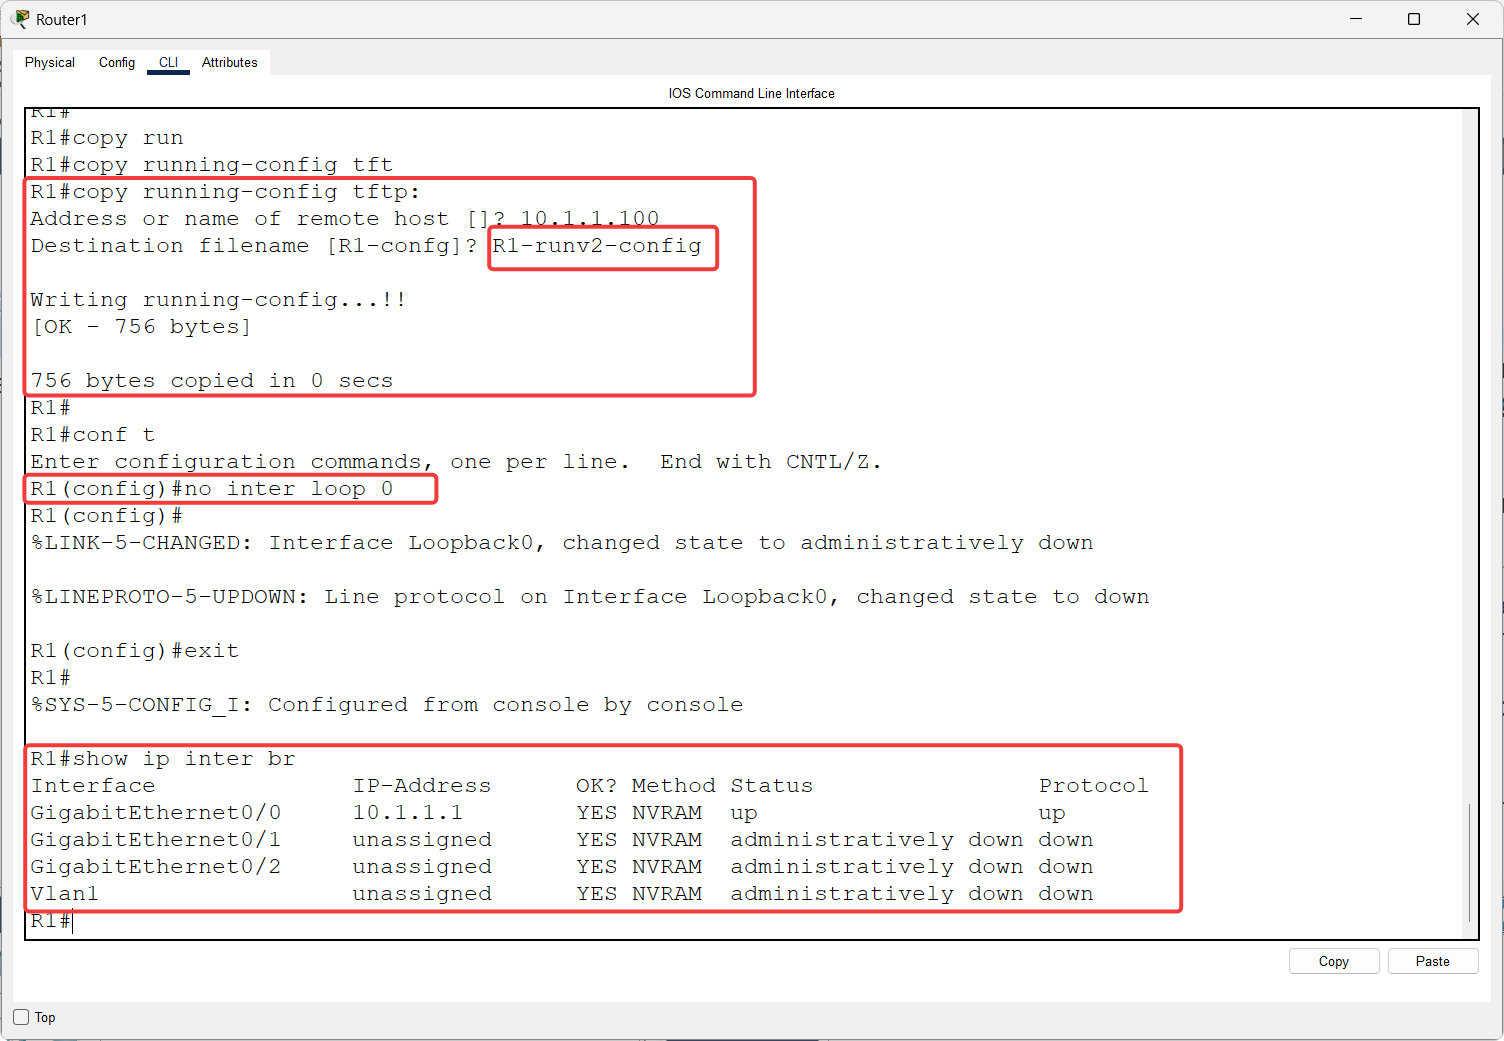 Router1
Physical Config CLI Attributes
IOS Command Line Interface
R1#
R1#copy run
R1#copy running-config tft
R1#copy running-config tftp:
Address or name of remote host []? 10.1.1.100
Destination filename [R1-confg]? R1-runv2-config
Writing running-config...!!
[OK - 756 bytes]
756 bytes copied in 0 secs
R1#
R1#conf t
Enter configuration commands, one per line.  End with CNTL/Z.
R1(config)#no inter loop 0
R1(config)#
%LINK-5-CHANGED: Interface Loopback0, changed state to administratively down
%LINEPROTO-5-UPDOWN: Line protocol on Interface Loopback0, changed state to down
R1(config)#exit
R1#
%SYS-5-CONFIG_I: Configured from console by console
R1#show ip inter br
Interface IP-Address OK? Method Status Protocol
GigabitEthernet0/0 10.1.1.1 YES NVRAM up up
GigabitEthernet0/1 unassigned YES NVRAM administratively down down
GigabitEthernet0/2 unassigned YES NVRAM administratively down down
Vlan1 unassigned YES NVRAM administratively down down
R1#
Copy Paste
Top